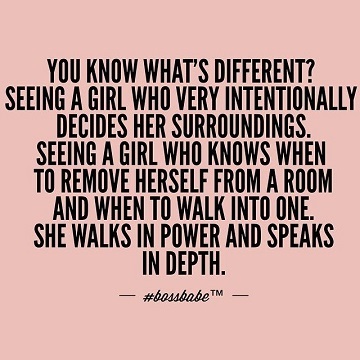 YOU KNOW WHAT'S DIFFERENT?
SEEING A GIRL WHO VERY INTENTIONALLY
DECIDES HER SURROUNDINGS.
SEEING A GIRL WHO KNOWS WHEN
TO REMOVE HERSELF FROM A ROOM
AND WHEN TO WALK INTO ONE.
SHE WALKS IN POWER AND SPEAKS
IN DEPTH.
— #bossbabe™ —